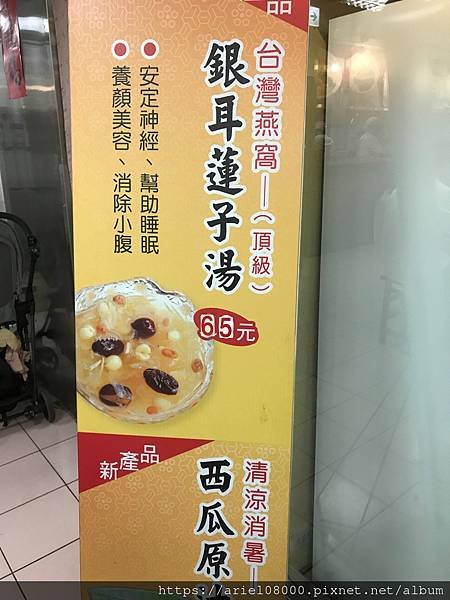 品
台灣燕窩—(頂級)
銀耳蓮子湯
65元
安定神經、幫助睡眠
養顏美容、消除小腹
新產品
清涼消暑—
西瓜原
https://ariel08000.pixnet.net/album